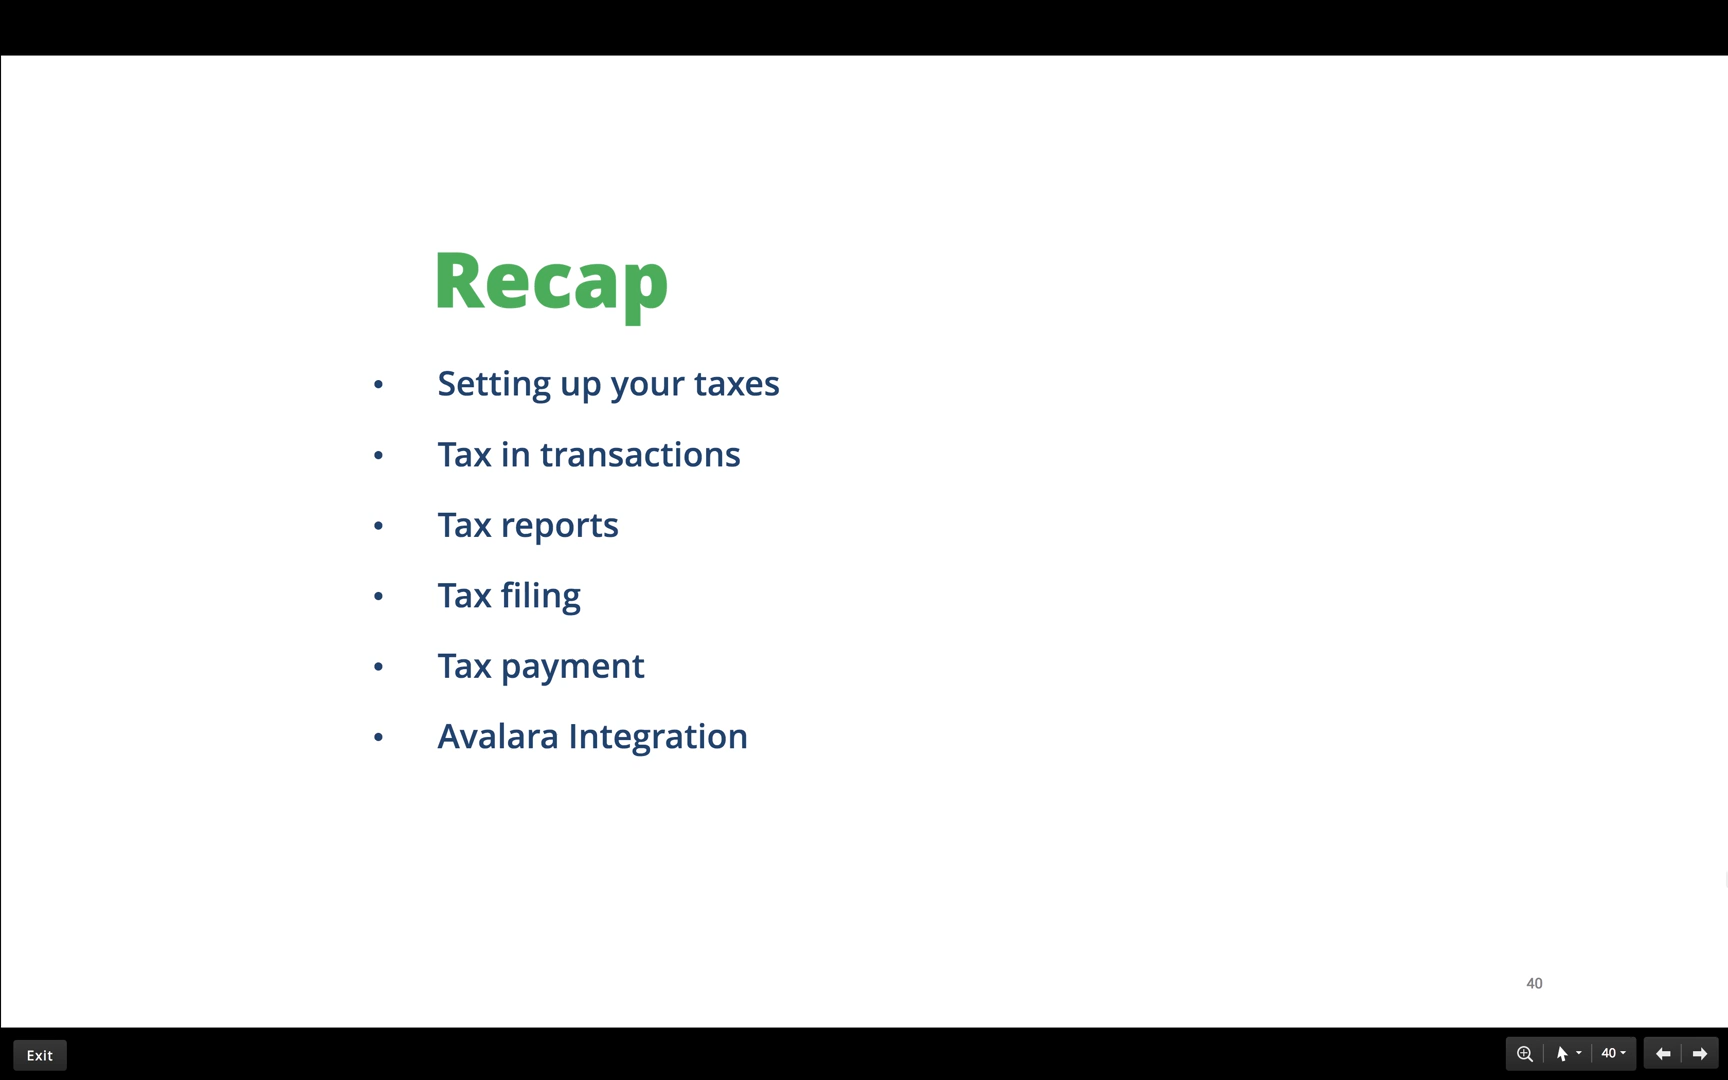 Recap
• Setting up your taxes
• Tax in transactions
• Tax reports
• Tax filing
• Tax payment
• Avalara Integration
40
Exit
40